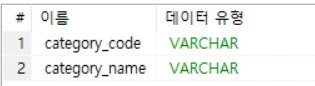 # 이름 데이터 유형
1 category_code VARCHAR
2 category_name VARCHAR